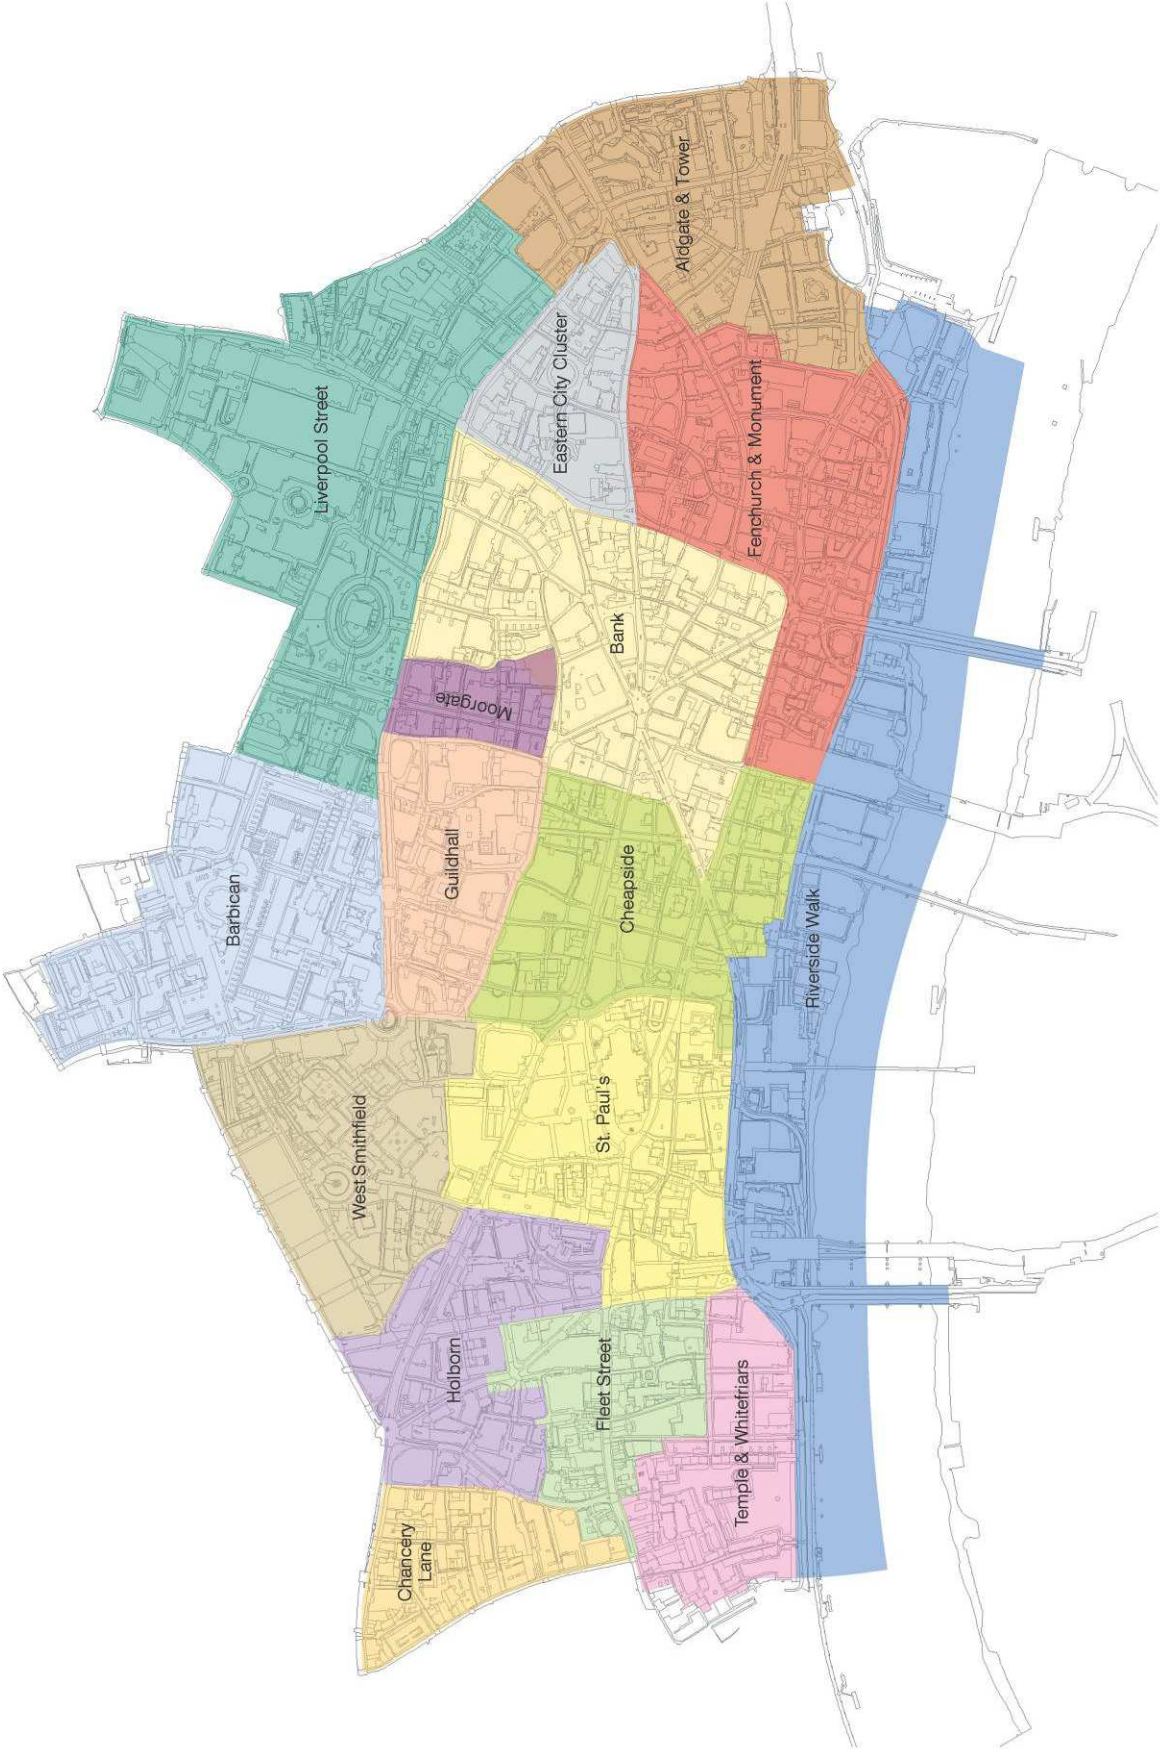 Liverpool Street
Barbican
Aldgate & Tower
Eastern City Cluster
Moorgate
Guildhall
West Smithfield
Bank
Fenchurch & Monument
Cheapside
St. Paul's
Holborn
Chancery
Lane
Fleet Street
Riverside Walk
Temple & Whitefriars